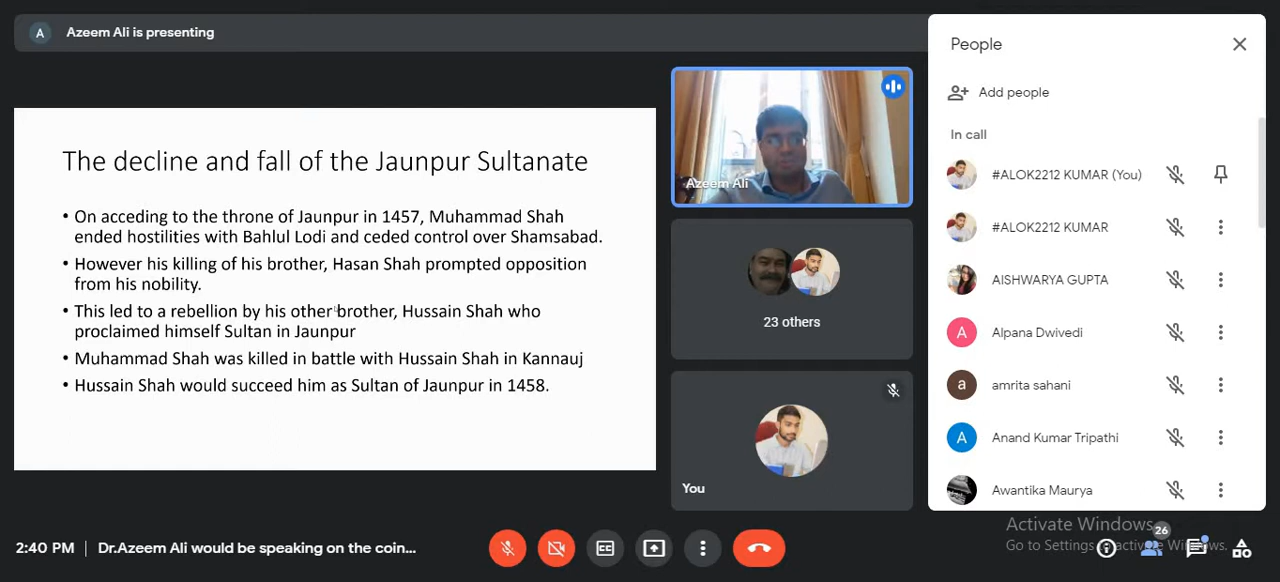 A
Azeem Ali is presenting
The decline and fall of the Jaunpur Sultanate
• On acceding to the throne of Jaunpur in 1457, Muhammad Shah
ended hostilities with Bahlul Lodi and ceded control over Shamsabad.
• However his killing of his brother, Hasan Shah prompted opposition
from his nobility.
• This led to a rebellion by his other brother, Hussain Shah who
proclaimed himself Sultan in Jaunpur
• Muhammad Shah was killed in battle with Hussain Shah in Kannauj
• Hussain Shah would succeed him as Sultan of Jaunpur in 1458.
Azeem Ali
23 others
You
People
Add people
In call
#ALOK2212 KUMAR (You)
#ALOK2212 KUMAR
AISHWARYA GUPTA
A
Alpana Dwivedi
a
amrita sahani
A
Anand Kumar Tripathi
Awantika Maurya
Activate Windows
Go to Settings to activate Windows.
2:40 PM | Dr.Azeem Ali would be speaking on the coin...
CC
26